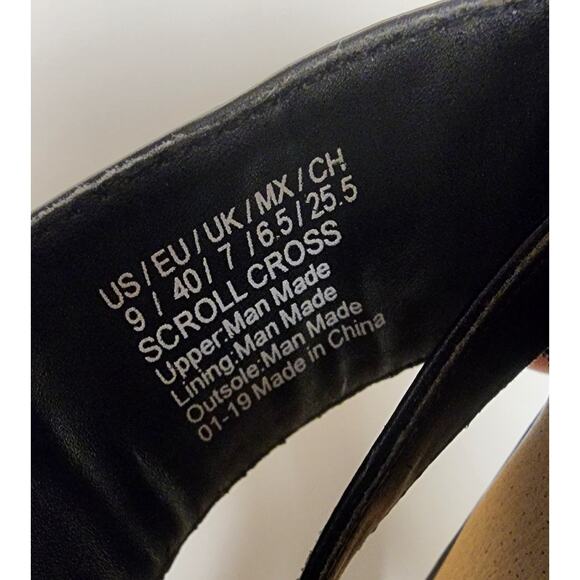 US / EU / UK / MX / CH
9 / 40 / 7 / 6.5 / 25.5
SCROLL CROSS
Upper:Man Made
Lining:Man Made
Outsole:Man Made
01-19 Made in China